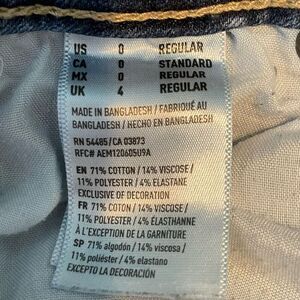 US 0 REGULAR
CA 0 STANDARD
MX 0 REGULAR
UK 4 REGULAR
MADE IN BANGLADESH / FABRIQUÉ AU
BANGLADESH / HECHO EN BANGLADESH
RN 54485/CA 03873
RFC# AEM1206059U9A
EN 71% COTTON / 14% VISCOSE /
11% POLYESTER / 4% ELASTANE
EXCLUSIVE OF DECORATION
FR 71% COTON / 14% VISCOSE /
11% POLYESTER / 4% ÉLASTHANNE
À L'EXCEPTION DE LA GARNITURE
SP 71% algodón / 14% viscosa /
11% poliéster / 4% elastano
EXCEPTO LA DECORACIÓN